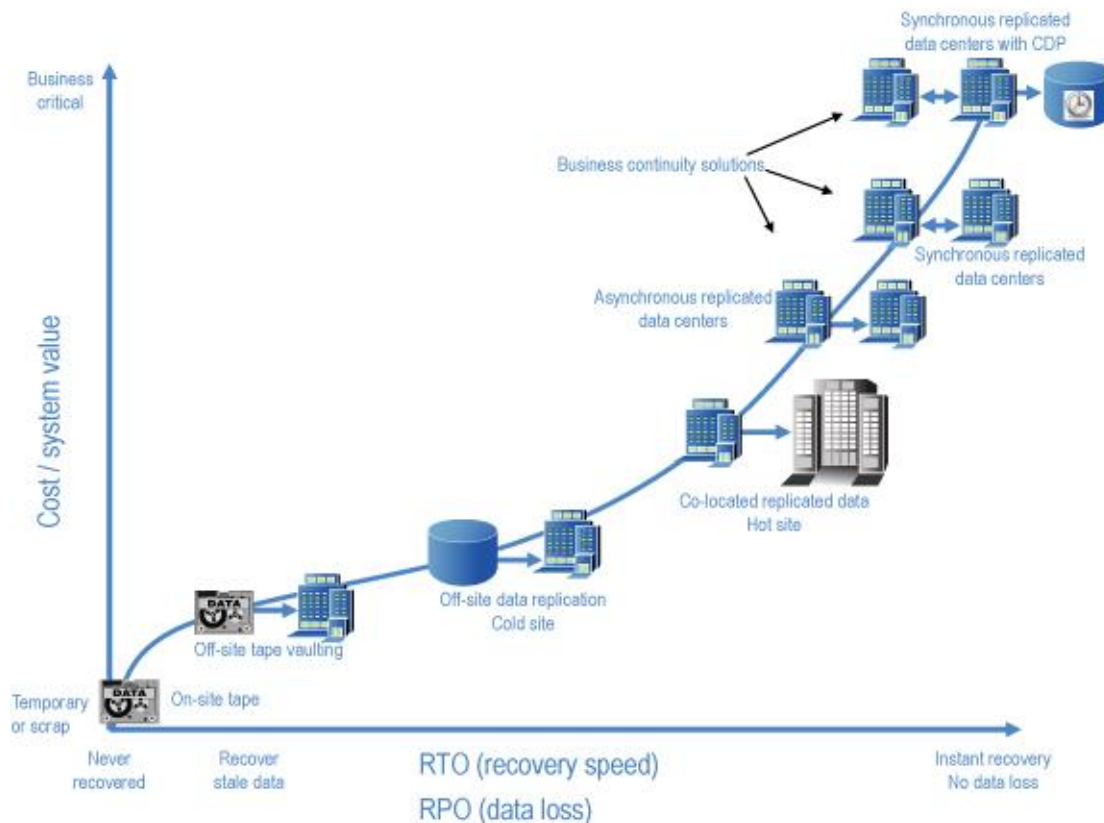 Synchronous replicated
data centers with CDP
Business
critical
Business continuity solutions
Synchronous replicated
data centers
Asynchronous replicated
data centers
Cost / system value
Co-located replicated data
Hot site
Off-site data replication
Cold site
DATA
Off-site tape vaulting
DATA
On-site tape
Temporary
or scrap
Never
recovered
Recover
stale data
RTO (recovery speed)
RPO (data loss)
Instant recovery
No data loss